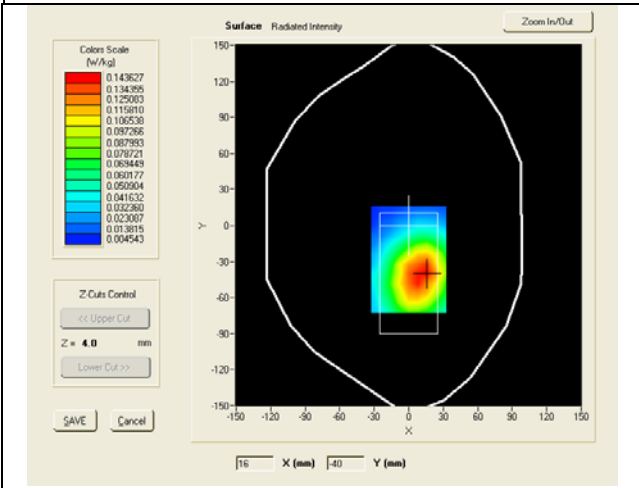 Surface Radiated Intensity
Zoom In/Out
Colors Scale
(W/kg)
0.143627
0.134355
0.125083
0.115810
0.106538
0.097266
0.087993
0.078721
0.069449
0.060177
0.050904
0.041632
0.032360
0.023087
0.013815
0.004543
Z-Cuts Control
<< Upper Cut
Z = 4.0 mm
Lower Cut >>
SAVE Cancel
150
120
90
60
30
0
-30
-60
-90
-120
-150
Y
-150 -120 -90 -60 -30 0 30 60 90 120 150
X
16 X (mm) -40 Y (mm)